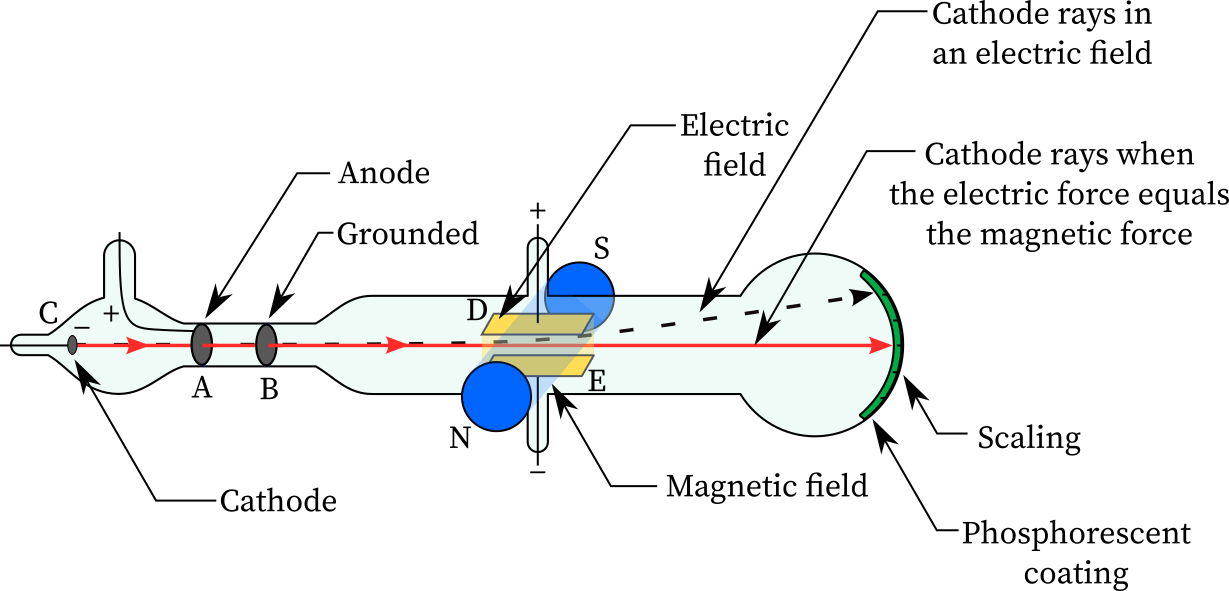 Cathode rays in
an electric field
Electric
field
Cathode rays when
the electric force equals
the magnetic force
Anode
Grounded
+
S
C
− +
D
A
B
E
N
−
Cathode
Magnetic field
Scaling
Phosphorescent
coating